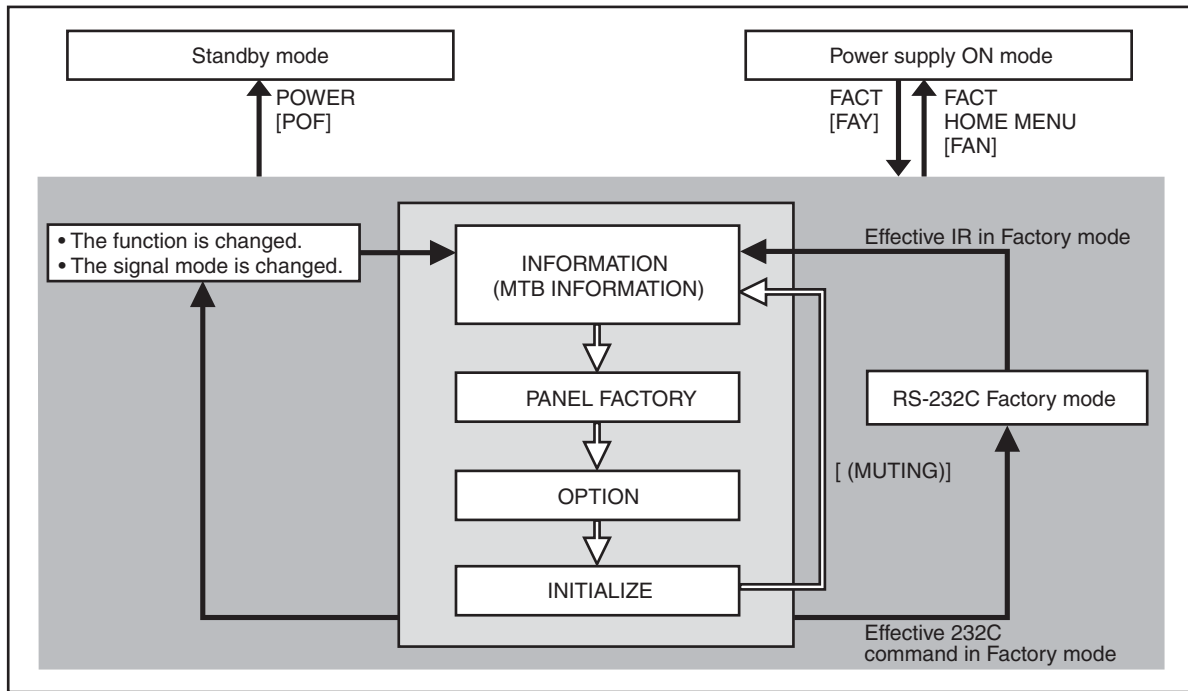 Standby mode
Power supply ON mode
POWER
[POF]
FACT
[FAY]
FACT
HOME MENU
[FAN]
• The function is changed.
• The signal mode is changed.
INFORMATION
(MTB INFORMATION)
Effective IR in Factory mode
PANEL FACTORY
RS-232C Factory mode
[ (MUTING)]
OPTION
INITIALIZE
Effective 232C
command in Factory mode